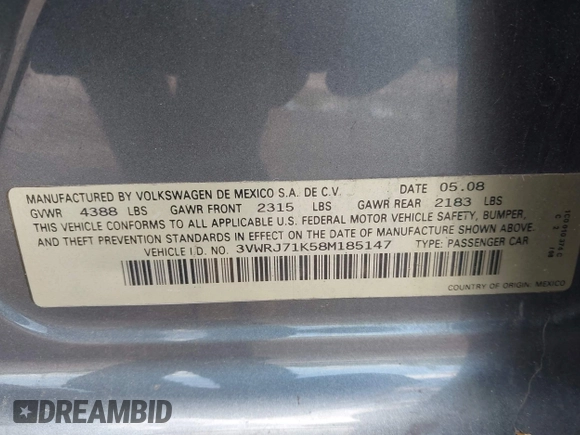 MANUFACTURED BY VOLKSWAGEN DE MEXICO S.A. DE C.V. DATE 05.08
GVWR 4388 LBS GAWR FRONT 2315 LBS GAWR REAR 2183 LBS
THIS VEHICLE CONFORMS TO ALL APPLICABLE U.S. FEDERAL MOTOR VEHICLE SAFETY, BUMPER,
AND THEFT PREVENTION STANDARDS IN EFFECT ON THE DATE OF MANUFACTURE SHOWN ABOVE.
VEHICLE I.D. NO. 3VWRJ71K58M185147 TYPE: PASSENGER CAR
COUNTRY OF ORIGIN: MEXICO
DREAMBID